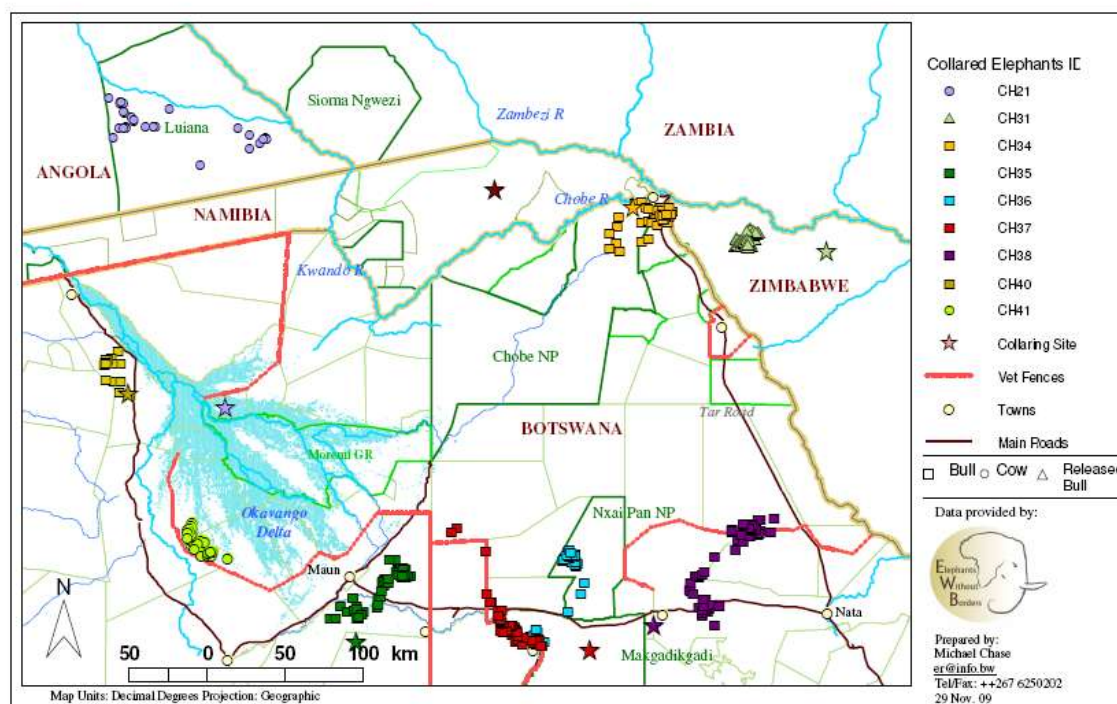 Sioma Ngwezi
Zambezi R
ZAMBIA
Luiana
ANGOLA
NAMIBIA
Chobe R
Kwando R
ZIMBABWE
Chobe NP
Tar Road
BOTSWANA
Moremi GR
Okavango
Delta
Nxai Pan NP
Maun
Nata
Makgadikgadi
N
50 0 50 100 km
Map Units: Decimal Degrees Projection: Geographic
Collared Elephants ID
CH21
CH31
CH34
CH35
CH36
CH37
CH38
CH40
CH41
Collaring Site
Vet Fences
Towns
Main Roads
Bull Cow Released
Bull
Data provided by:
Elephants
Without
Borders
Prepared by:
Michael Chase
er@info.bw
Tel/Fax: ++267 6250202
29 Nov. 09